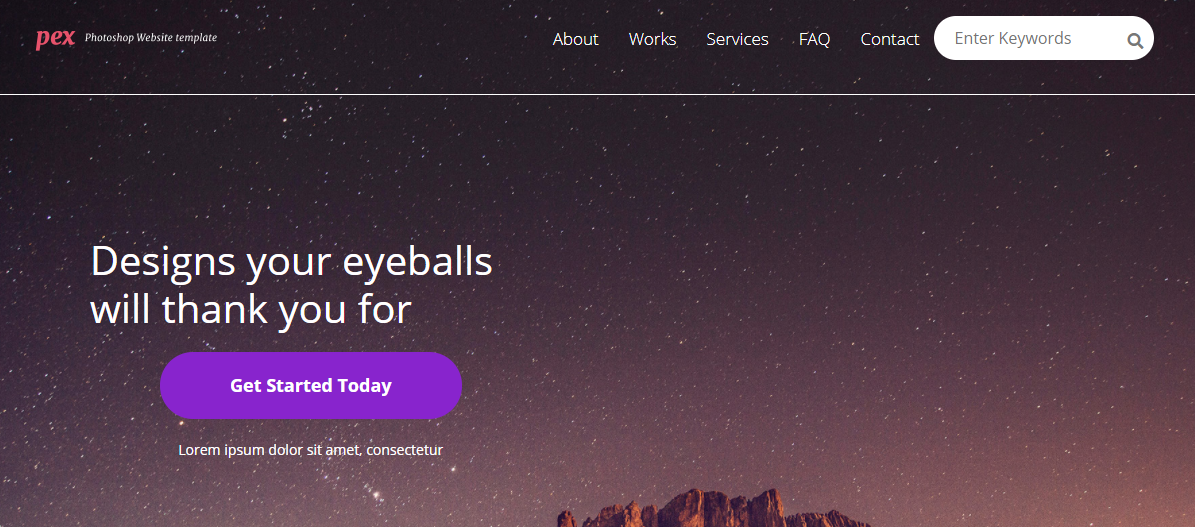 pex Photoshop Website template
About Works Services FAQ Contact Enter Keywords
Designs your eyeballs
will thank you for
Get Started Today
Lorem ipsum dolor sit amet, consectetur